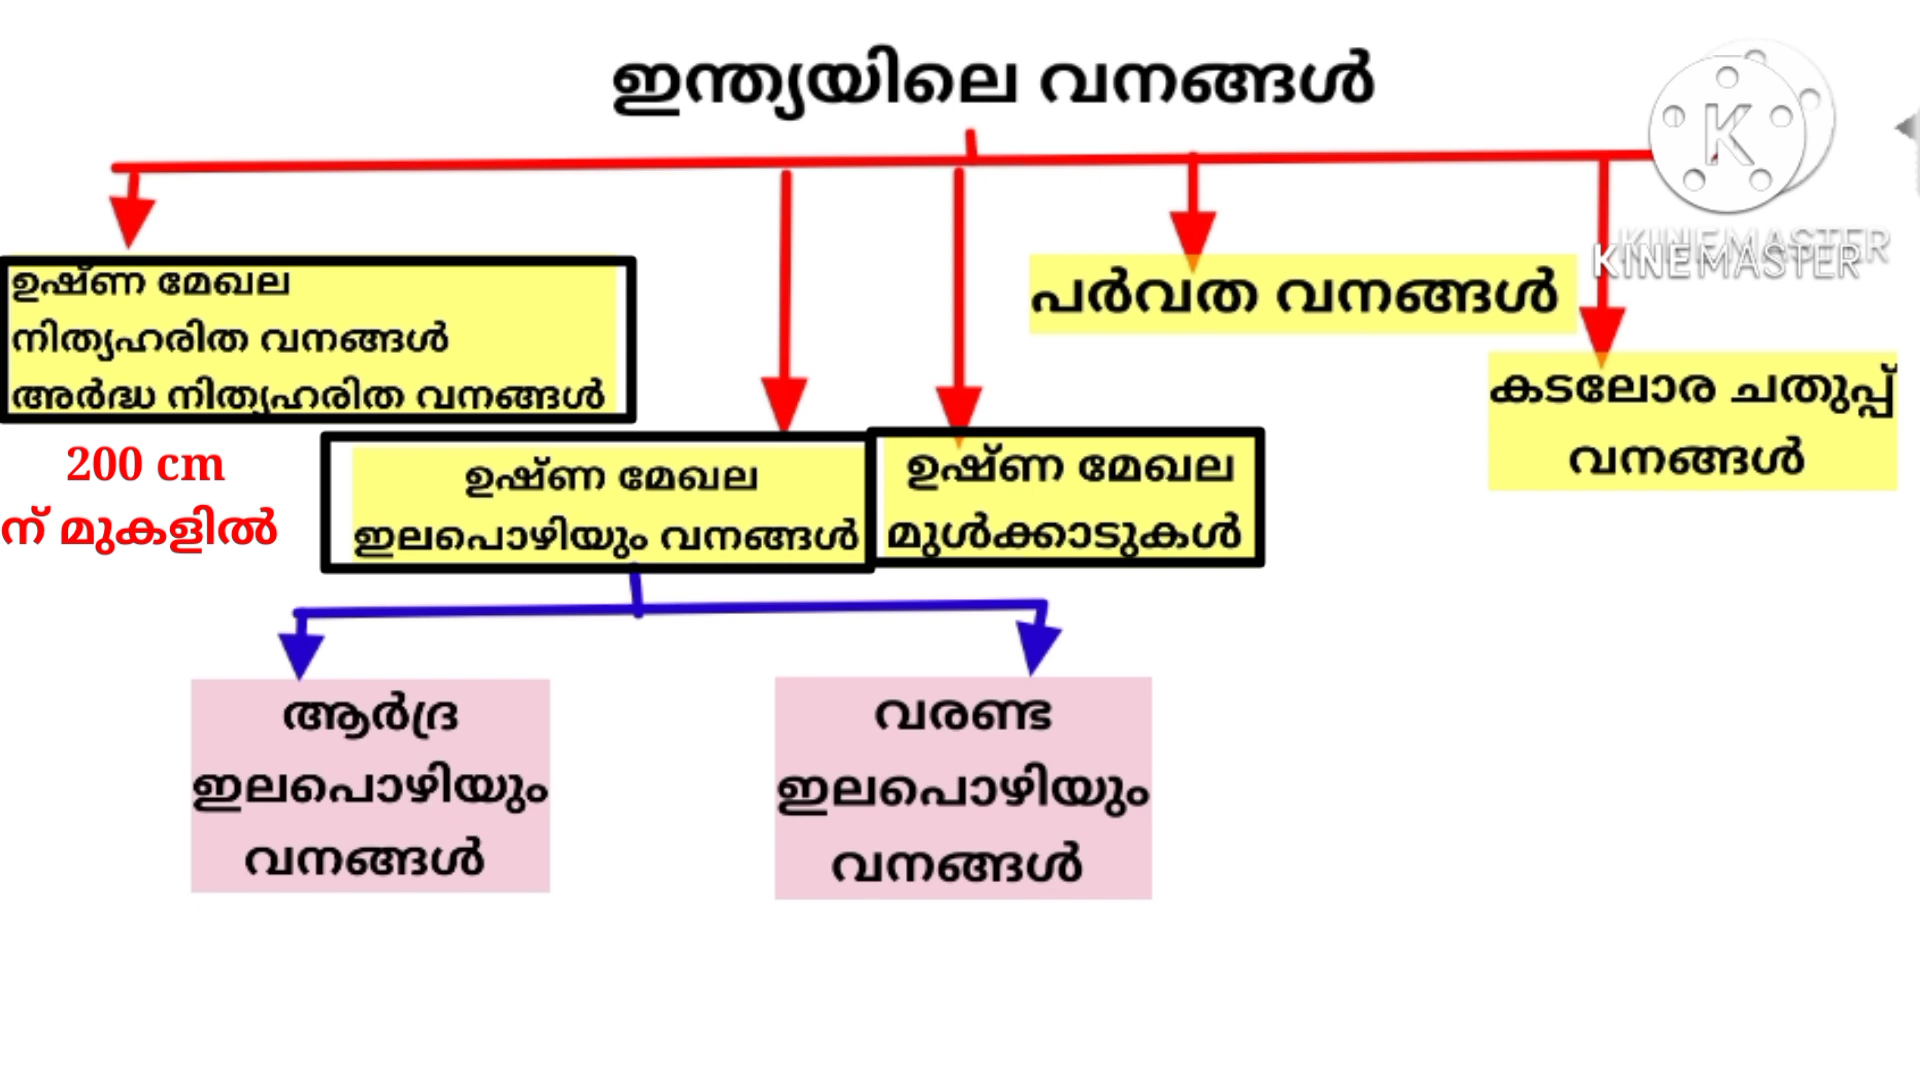 ഇന്ത്യയിലെ വനങ്ങൾ
K
KINEMASTER
ഉഷ്ണ മേഖല
നിത്യഹരിത വനങ്ങൾ
അർദ്ധ നിത്യഹരിത വനങ്ങൾ
200 cm
ന് മുകളിൽ
ഉഷ്ണ മേഖല
ഇലപൊഴിയും വനങ്ങൾ
ഉഷ്ണ മേഖല
മുൾക്കാടുകൾ
പർവത വനങ്ങൾ
കടലോര ചതുപ്പ്
വനങ്ങൾ
ആർദ്ര
ഇലപൊഴിയും
വനങ്ങൾ
വരണ്ട
ഇലപൊഴിയും
വനങ്ങൾ